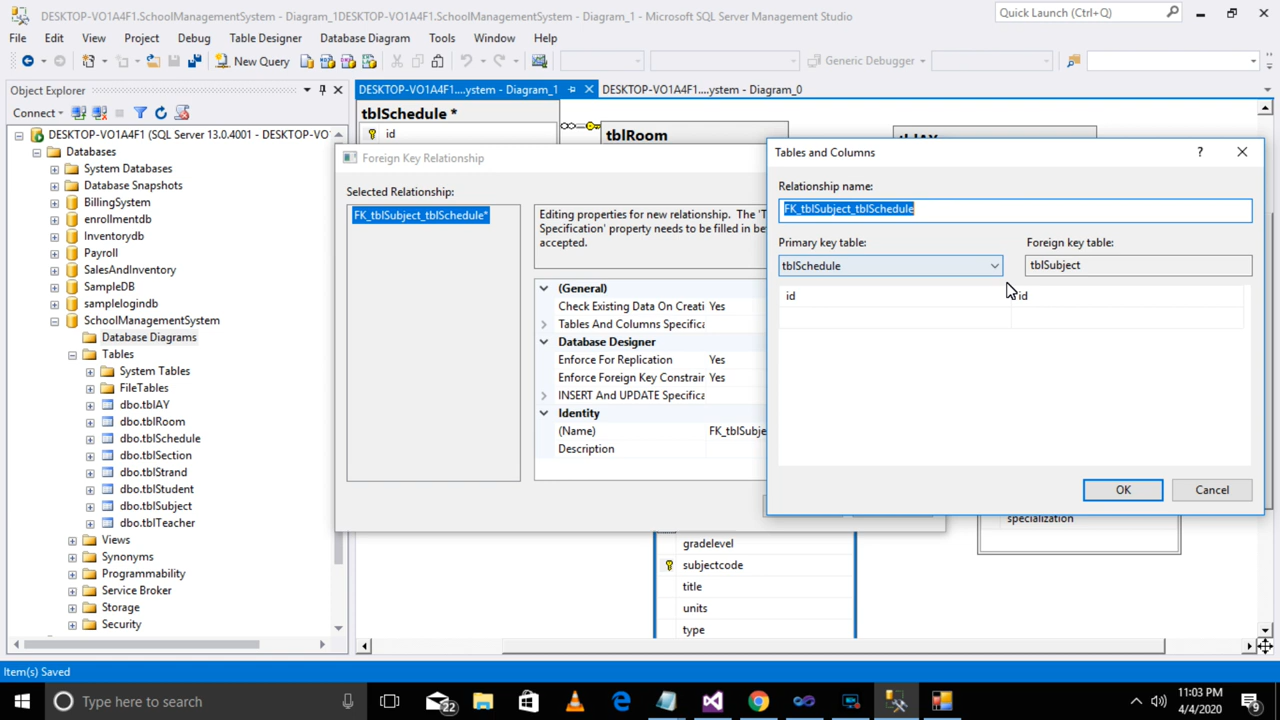 DESKTOP-VO1A4F1.SchoolManagementSystem - Diagram_1DESKTOP-VO1A4F1.SchoolManagementSystem - Diagram_1 - Microsoft SQL Server Management Studio
Quick Launch (Ctrl+Q)
File Edit View Project Debug Table Designer Database Diagram Tools Window Help
New Query
Generic Debugger
Object Explorer
DESKTOP-VO1A4F1....ystem - Diagram_1
DESKTOP-VO1A4F1....ystem - Diagram_0
Connect
DESKTOP-VO1A4F1 (SQL Server 13.0.4001 - DESKTOP-VO
Databases
System Databases
Database Snapshots
BillingSystem
enrollmentdb
Inventorydb
Payroll
SalesAndInventory
SampleDB
samplelogindb
SchoolManagementSystem
Database Diagrams
Tables
System Tables
FileTables
dbo.tblAY
dbo.tblRoom
dbo.tblSchedule
dbo.tblSection
dbo.tblStrand
dbo.tblStudent
dbo.tblSubject
dbo.tblTeacher
Views
Synonyms
Programmability
Service Broker
Storage
Security
tblSchedule *
id
tblRoom
tblAY
Foreign Key Relationship
Selected Relationship:
FK_tblSubject_tblSchedule*
Editing properties for new relationship. The 'T
Specification' property needs to be filled in be
accepted.
(General)
Check Existing Data On Creati Yes
Tables And Columns Specifica
Database Designer
Enforce For Replication Yes
Enforce Foreign Key Constrair Yes
INSERT And UPDATE Specifica
Identity
(Name) FK_tblSubje
Description
Tables and Columns
?
Relationship name:
FK_tblSubject_tblSchedule
Primary key table:
Foreign key table:
tblSchedule
tblSubject
id
id
OK
Cancel
specialization
gradelevel
subjectcode
title
units
type
Item(s) Saved
Type here to search
22
11:03 PM
4/4/2020
9